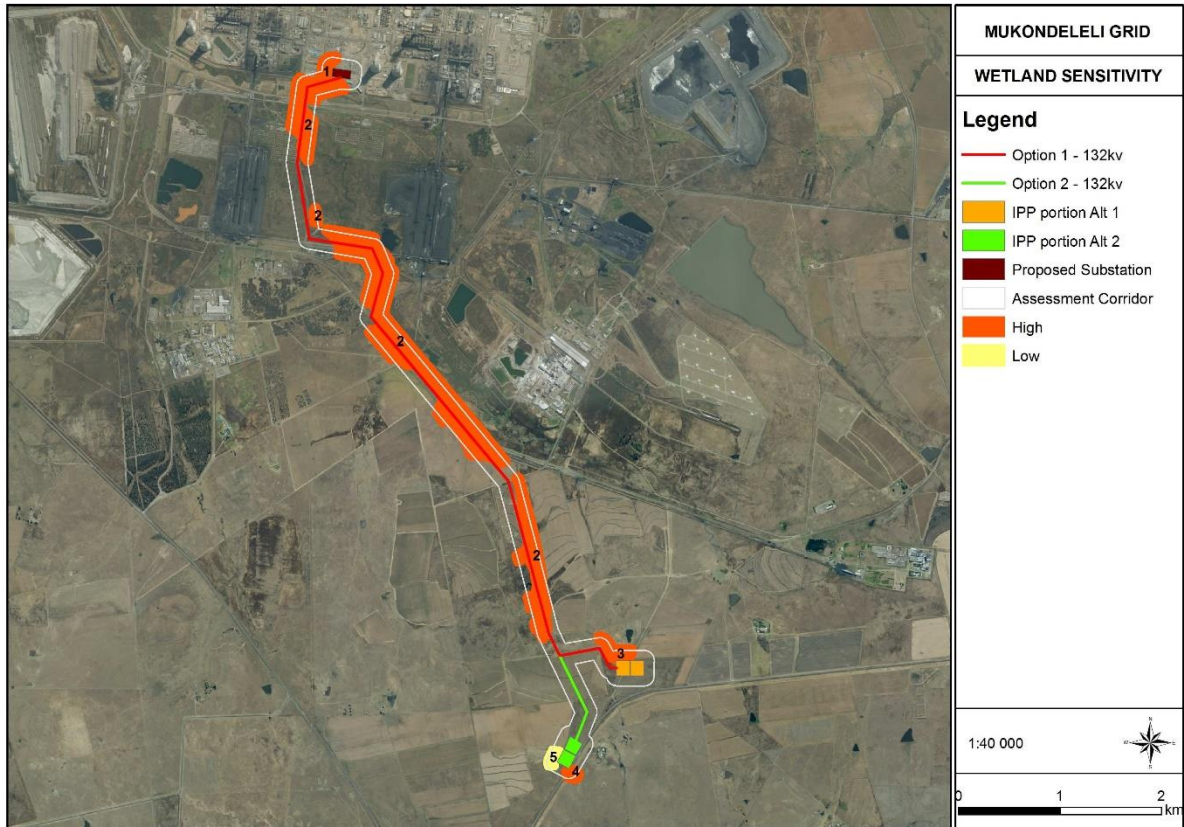 MUKONDELELI GRID
WETLAND SENSITIVITY
Legend
Option 1 - 132kv
Option 2 - 132kv
IPP portion Alt 1
IPP portion Alt 2
Proposed Substation
Assessment Corridor
High
Low
1
2
2
2
2
3
5
4
1:40 000
N
W
E
S
0
1
2
km